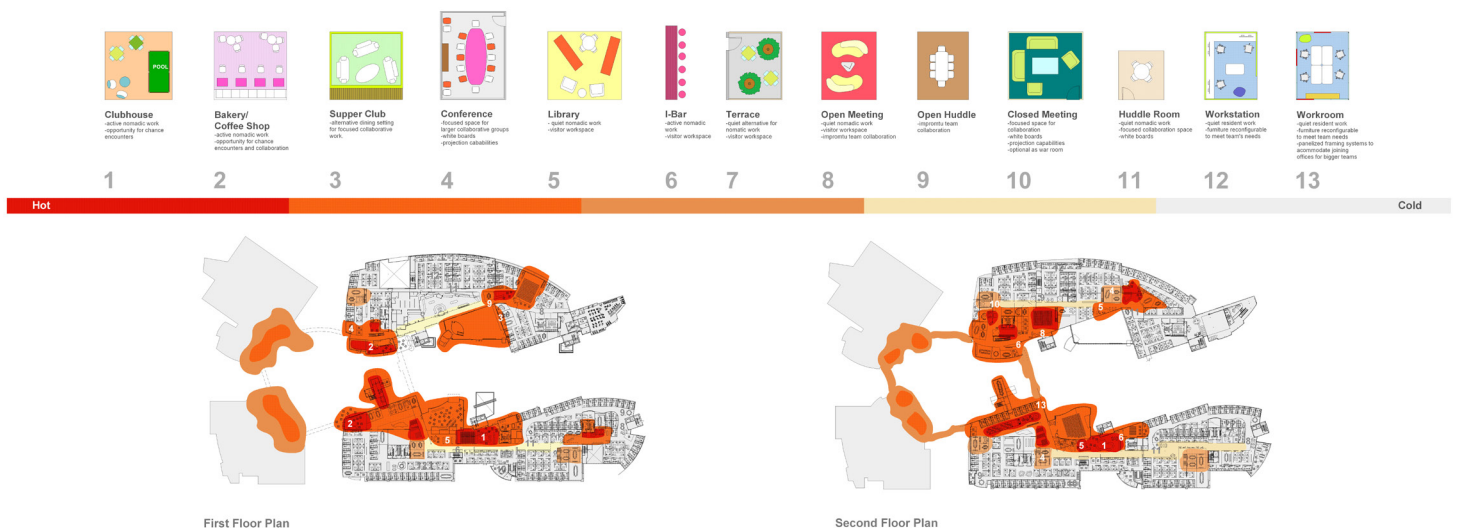 POOL
Clubhouse
-active nomadic work
-opportunity for chance
encounters
Bakery/
Coffee Shop
-active nomadic work
-opportunity for chance
encounters and collaboration
Supper Club
-alternative dining setting
for focused collaborative
work.
Conference
-focused space for
larger collaborative groups
-white boards
-projection cababilities
Library
- quiet nomadic work
-visitor workspace
I-Bar
-active nomadic
work
-visitor workspace
Terrace
-quiet alternative for
nomatic work
-visitor workspace
Open Meeting
-quiet nomadic work
-visitor workspace
-impromtu team collaboration
Open Huddle
-impromtu team
collaboration
Closed Meeting
-focused space for
collaboration
-white boards
-projection capabilities
-optional as war room
Huddle Room
-quiet nomadic work
-focused collaboration space
-white boards
Workstation
-quiet resident work
-furniture reconfigurable
to meet team's needs
Workroom
-quiet resident work
-furniture reconfigurable
to meet team needs
-panelized framing systems to
acommodate joining
offices for bigger teams
1
2
3
4
5
6
7
8
9
10
11
12
13
Hot
Cold
9
3
4
2
2
5
1
10
5
8
6
13
6
5
1
First Floor Plan
Second Floor Plan